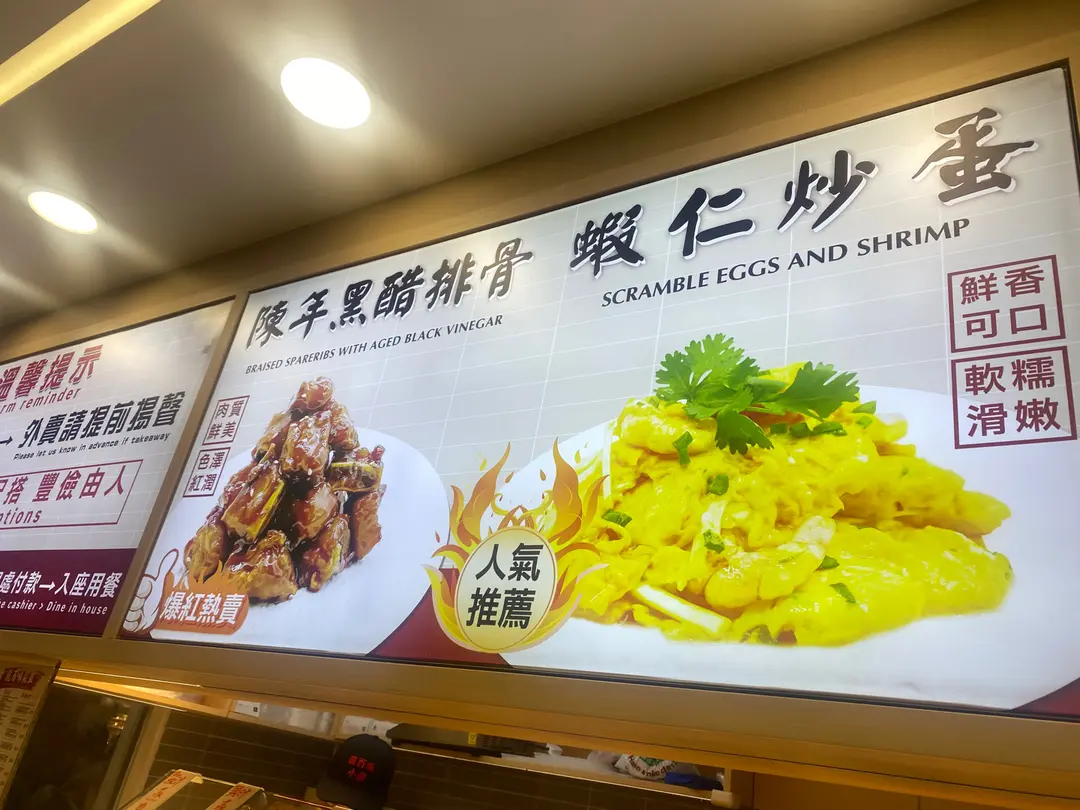 溫馨提示
rm reminder
→ 外賣請提前揚聲
Please let us know in advance if takeaway
搭 豐儉由人
ptions
處付款→入座用餐
e cashier > Dine in house
陳年黑醋排骨
BRAISED SPARERIBS WITH AGED BLACK VINEGAR
肉質
鮮美
色澤
紅潤
爆紅熱賣
人氣
推薦
蝦仁炒蛋
SCRAMBLE EGGS AND SHRIMP
鮮香
可口
軟糯
滑嫩